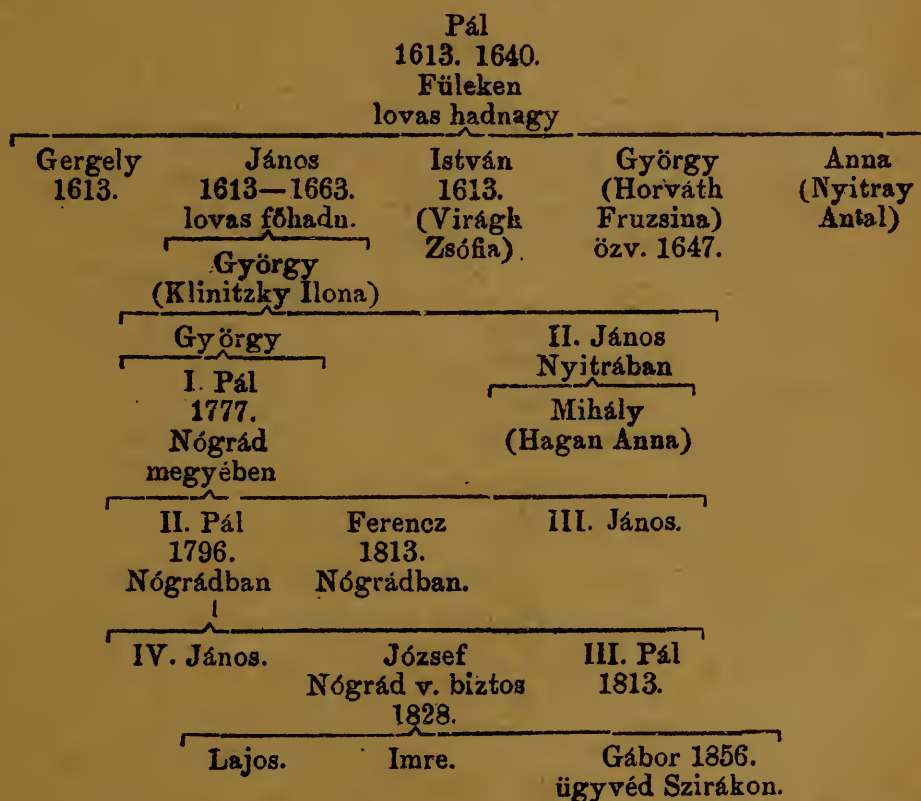 Pál
1613. 1640.
Füleken
lovas hadnagy
Gergely János István György Anna
1613. 1613—1663. 1613. (Horváth (Nyitray
lovas főhadn. (Virágh Fruzsina) Antal)
Zsófia). özv. 1647.
György
(Klinitzky Ilona)
György II. János
Nyitrában
I. Pál
1777. Mihály
Nógrád (Hagan Anna)
megyében
II. Pál Ferencz III. János.
1796. 1813.
Nógrádban Nógrádban.
IV. János. József III. Pál
Nógrád v. biztos 1813.
1828.
Lajos. Imre. Gábor 1856.
ügyvéd Szirákon.